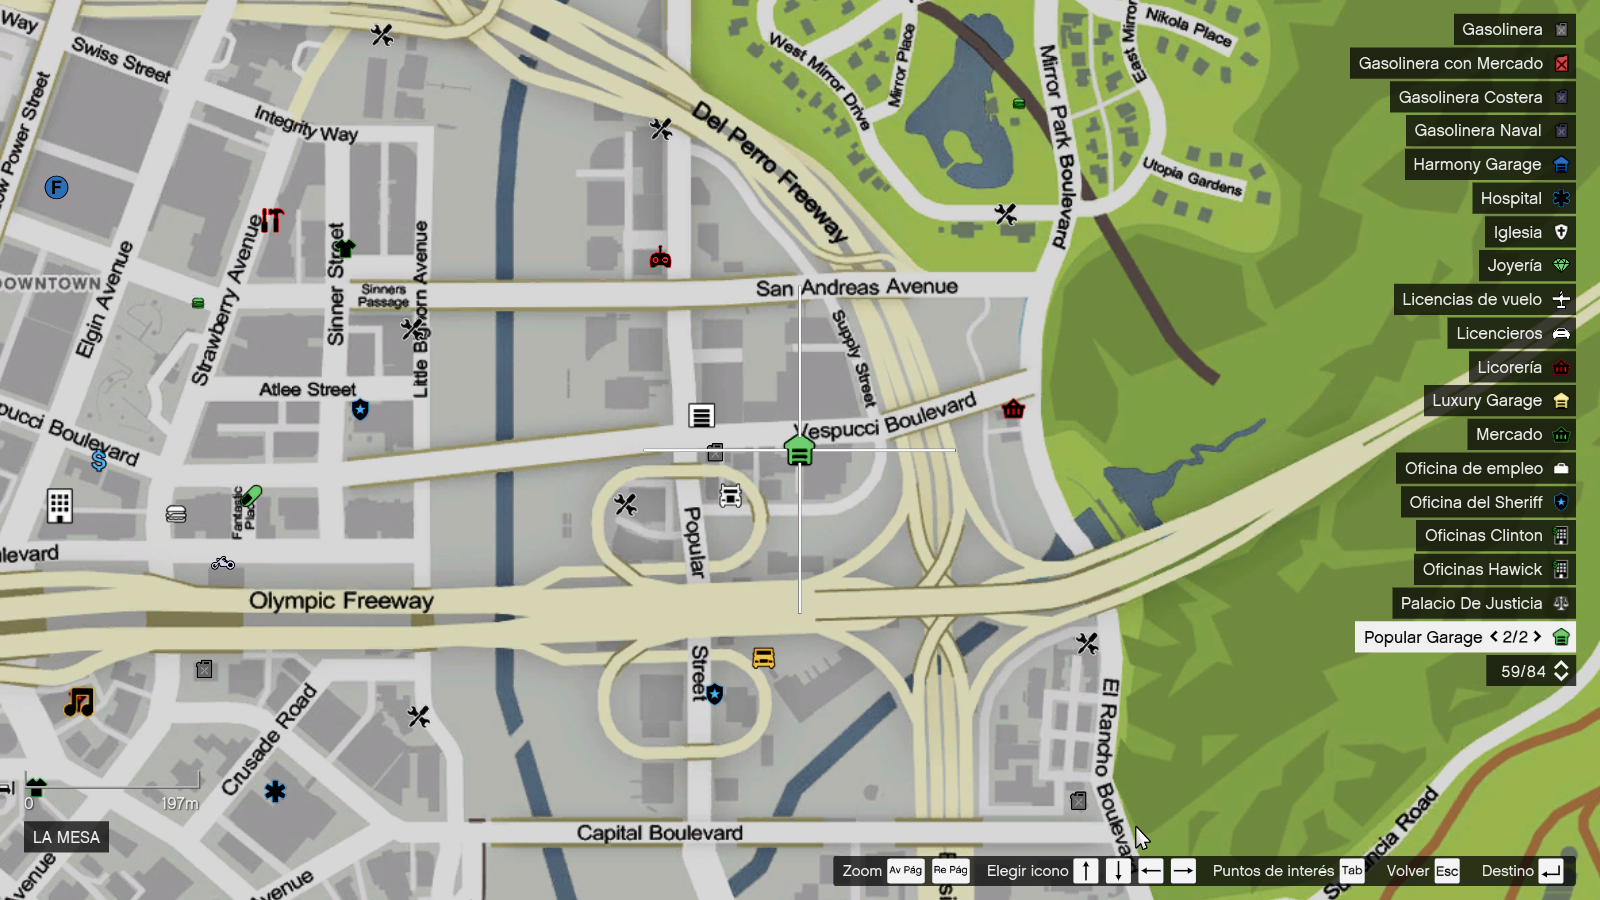 Way
Swiss Street
Integrity Way
Power Street
Elgin Avenue
Strawberry Avenue
Sinner Street
Sinners
Passage
Little Bighorn Avenue
DOWNTOWN
Atlee Street
Vespucci Boulevard
Fantastic
Place
Olympic Freeway
Crusade Road
Popular
Street
Capital Boulevard
San Andreas Avenue
Supply Street
Del Perro Freeway
West Mirror Drive
Mirror Place
Mirror Park Boulevard
East Mirror
Nikola Place
Utopia Gardens
El Rancho Bouleva
Avenue
Avenue
F
$
0
197m
LA MESA
Gasolinera
Gasolinera con Mercado
Gasolinera Costera
Gasolinera Naval
Harmony Garage
Hospital
Iglesia
Joyería
Licencias de vuelo
Licencieros
Licorería
Luxury Garage
Mercado
Oficina de empleo
Oficina del Sheriff
Oficinas Clinton
Oficinas Hawick
Palacio De Justicia
Popular Garage < 2/2 >
59/84
Zoom Av Pág Re Pág Elegir icono ↑ ↓ ← → Puntos de interés Tab Volver Esc Destino